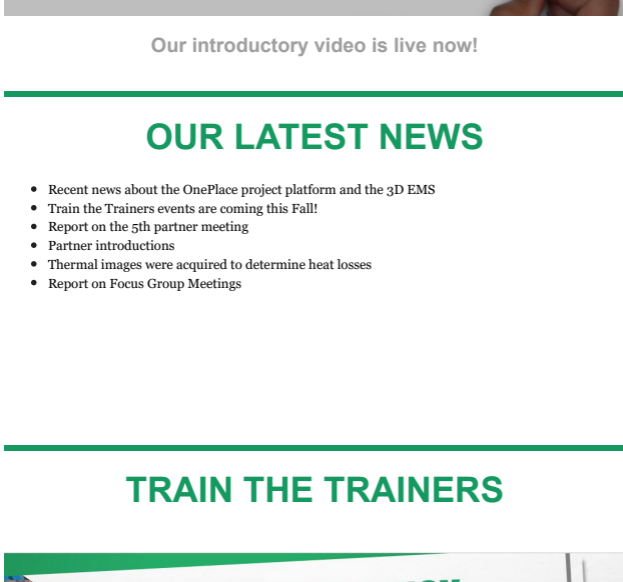 Our introductory video is live now!
OUR LATEST NEWS
Recent news about the OnePlace project platform and the 3D EMS
Train the Trainers events are coming this Fall!
Report on the 5th partner meeting
Partner introductions
Thermal images were acquired to determine heat losses
Report on Focus Group Meetings
TRAIN THE TRAINERS